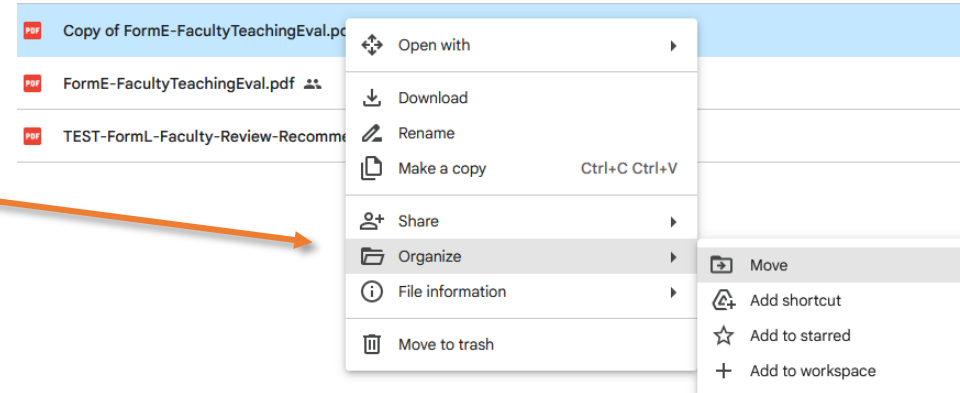 PDF Copy of FormE-FacultyTeachingEval.pd
Open with
PDF FormE-FacultyTeachingEval.pdf
Download
Rename
PDF TEST-FormL-Faculty-Review-Recomme
Make a copy Ctrl+C Ctrl+V
Share
Organize
Move
File information
Add shortcut
Add to starred
Move to trash
Add to workspace